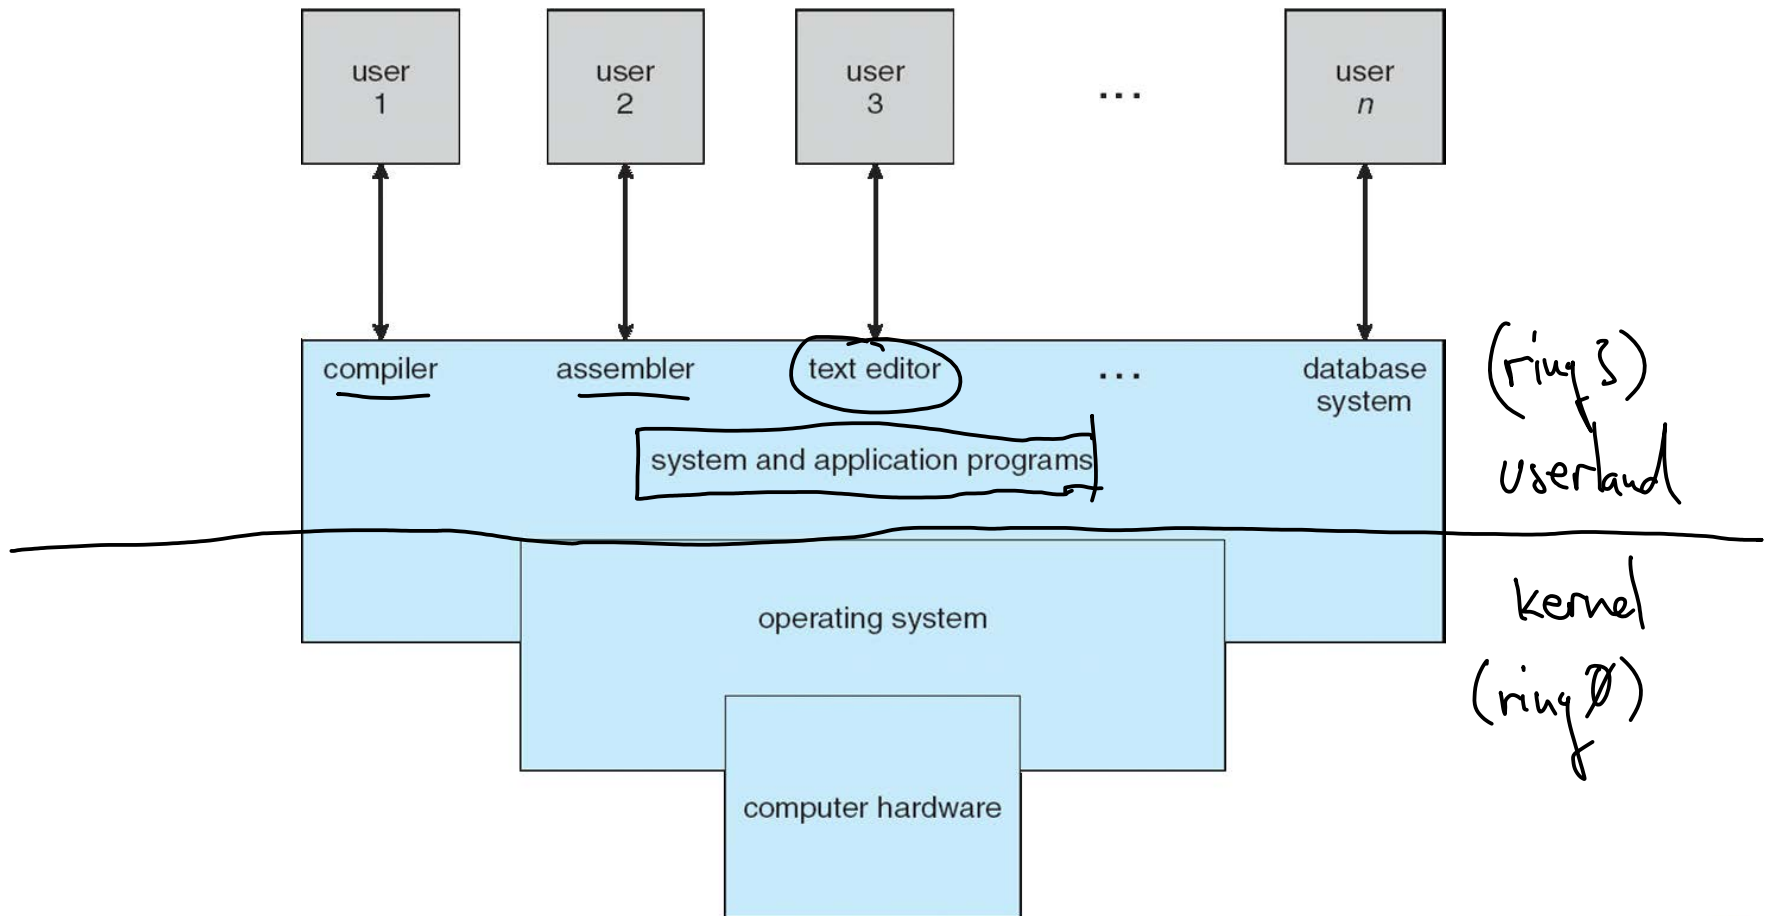 user
1
user
2
user
3
...
user
n
compiler
assembler
text editor
...
database
system
(ring 3)
system and application programs
userland
operating system
kernel
(ring 0)
computer hardware